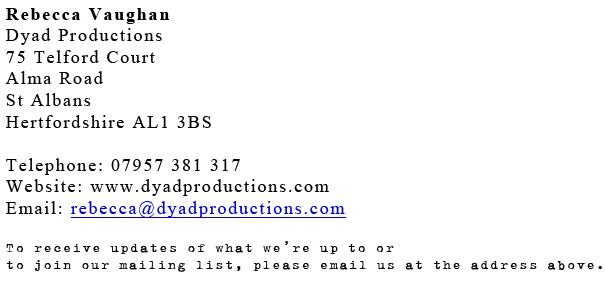 Rebecca Vaughan
Dyad Productions
75 Telford Court
Alma Road
St Albans
Hertfordshire AL1 3BS
Telephone: 07957 381 317
Website: www.dyadproductions.com
Email: rebecca@dyadproductions.com
To receive updates of what we're up to or
to join our mailing list, please email us at the address above.